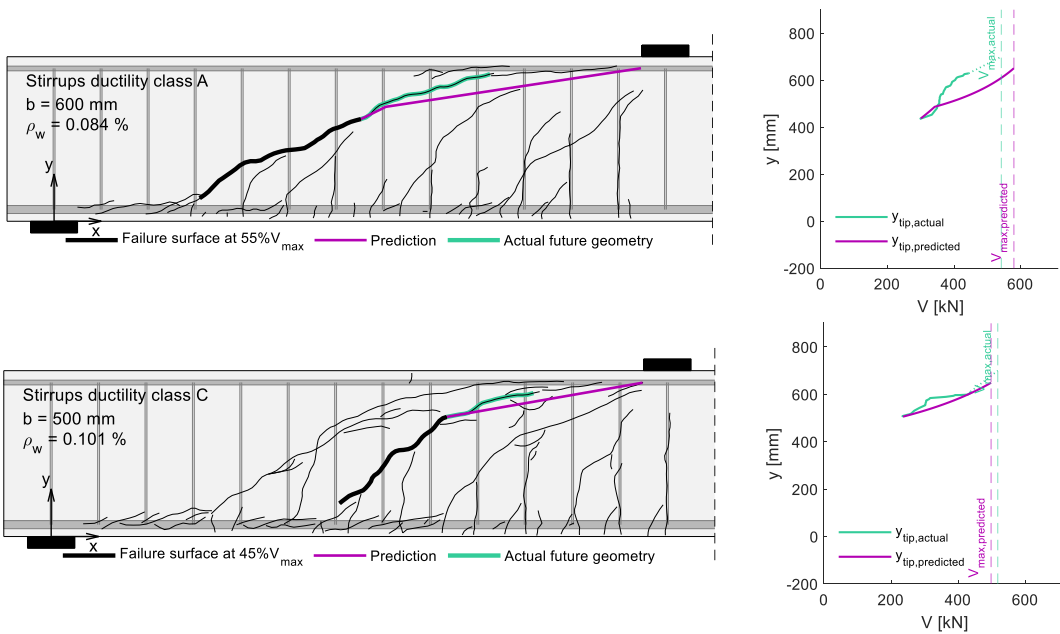 Stirrups ductility class A
b = 600 mm
ρw = 0.084 %
y
x
Failure surface at 55%Vmax
Prediction
Actual future geometry
800
600
400
200
0
-200
y [mm]
Vmax,actual
Vmax,predicted
ytip,actual
ytip,predicted
0
200
400
600
V [kN]
Stirrups ductility class C
b = 500 mm
ρw = 0.101 %
y
x
Failure surface at 45%Vmax
Prediction
Actual future geometry
800
600
400
200
0
-200
y [mm]
Vmax,actual
Vmax,predicted
ytip,actual
ytip,predicted
0
200
400
600
V [kN]